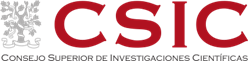 CSIC
CONSEJO SUPERIOR DE INVESTIGACIONES CIENTÍFICAS